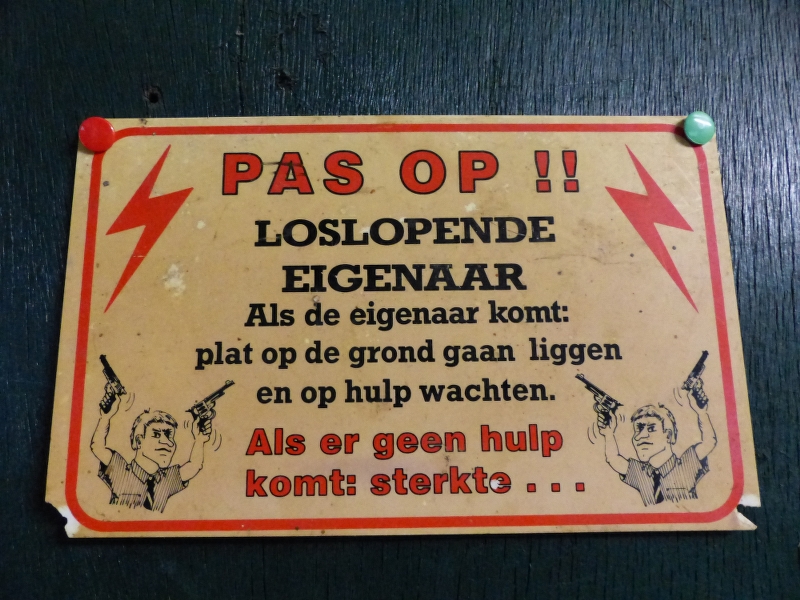 PAS OP !!
LOSLOPENDE
EIGENAAR
Als de eigenaar komt:
plat op de grond gaan liggen
en op hulp wachten.
Als er geen hulp
komt: sterkte . . .